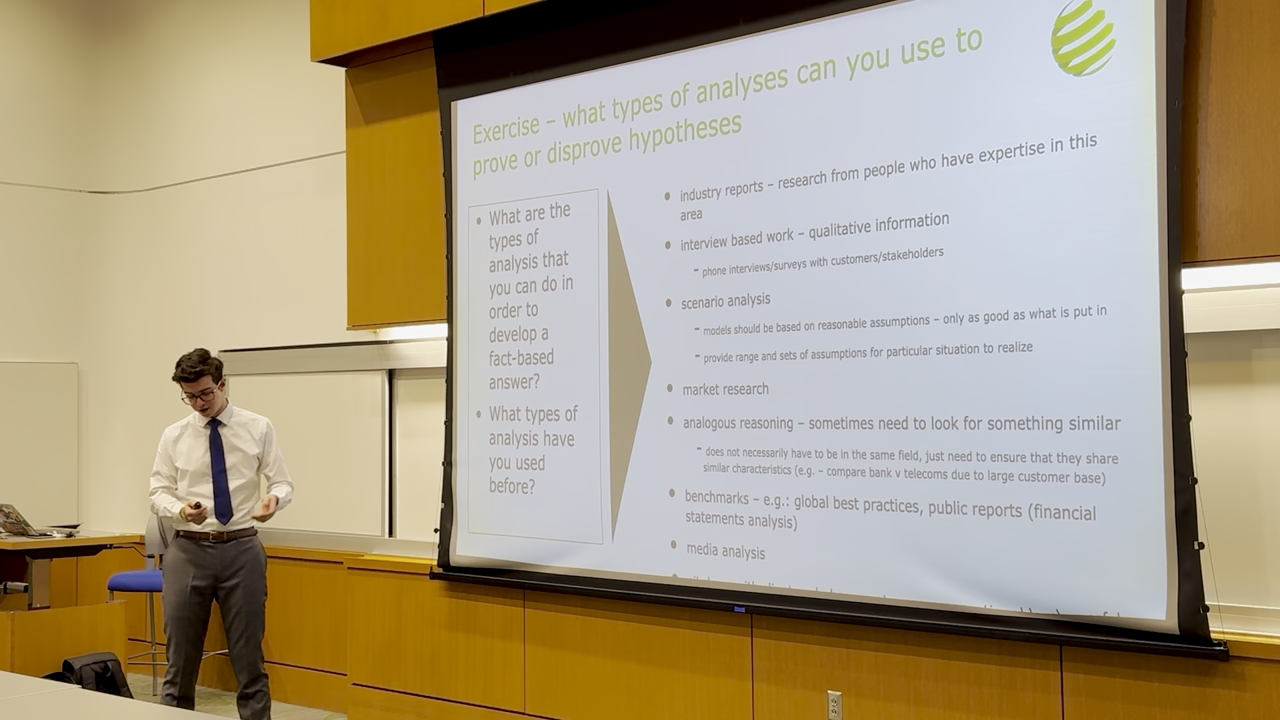 Exercise – what types of analyses can you use to
prove or disprove hypotheses
• What are the
types of
analysis that
you can do in
order to
develop a
fact-based
answer?
• What types of
analysis have
you used
before?
• industry reports – research from people who have expertise in this
area
• interview based work – qualitative information
– phone interviews/surveys with customers/stakeholders
• scenario analysis
– models should be based on reasonable assumptions – only as good as what is put in
– provide range and sets of assumptions for particular situation to realize
• market research
• analogous reasoning – sometimes need to look for something similar
– does not necessarily have to be in the same field, just need to ensure that they share
similar characteristics (e.g. – compare bank v telecoms due to large customer base)
• benchmarks – e.g.: global best practices, public reports (financial
statements analysis)
• media analysis